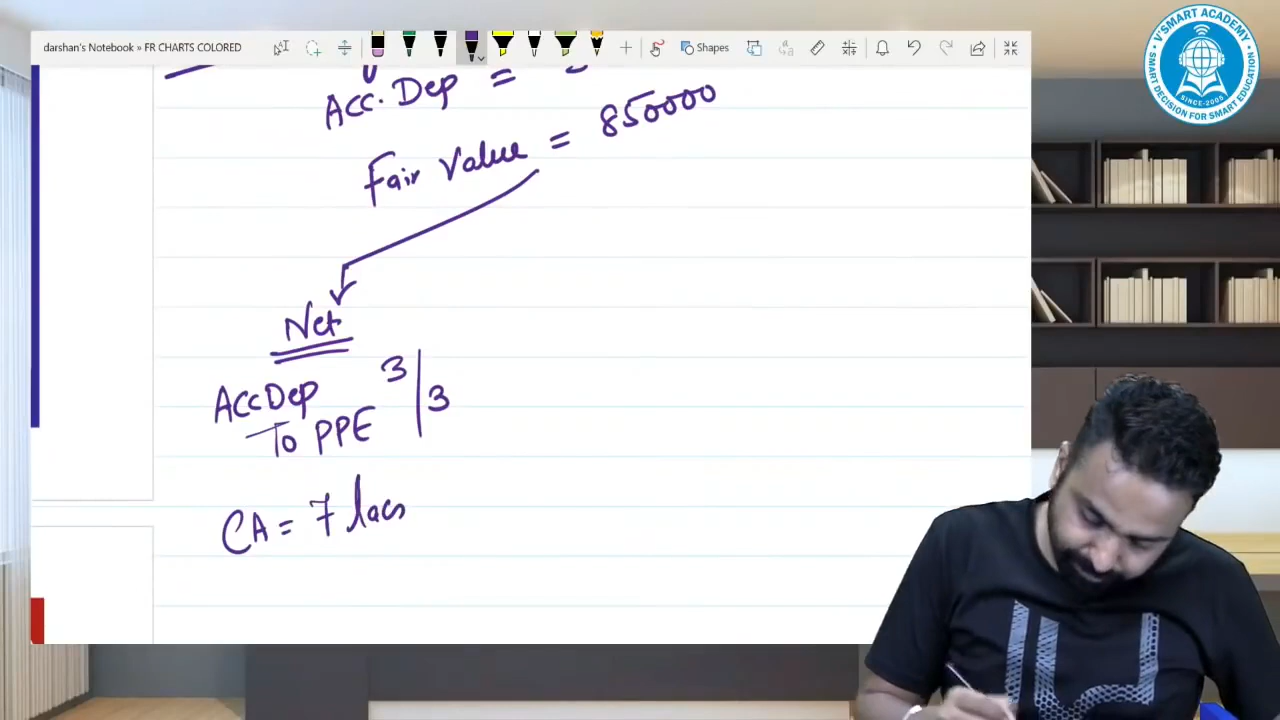 darshan's Notebook » FR CHARTS COLORED
Shapes
V'SMART ACADEMY
SINCE-2005
SMART DECISION FOR SMART EDUCATION
Acc. Dep =
Fair Value = 850000
Net
Acc Dep 3
To PPE 3
CA = 7 lacs